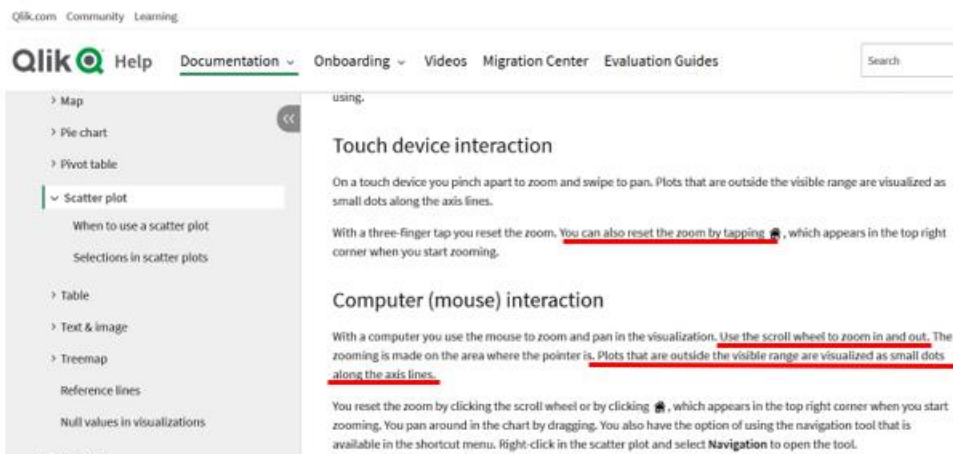 Qlik.com Community Learning
Qlik Help Documentation Onboarding Videos Migration Center Evaluation Guides Search
Map
Pie chart
Pivot table
Scatter plot
When to use a scatter plot
Selections in scatter plots
Table
Text & image
Treemap
Reference lines
Null values in visualizations
using.
Touch device interaction
On a touch device you pinch apart to zoom and swipe to pan. Plots that are outside the visible range are visualized as
small dots along the axis lines.
With a three-finger tap you reset the zoom. You can also reset the zoom by tapping , which appears in the top right
corner when you start zooming.
Computer (mouse) interaction
With a computer you use the mouse to zoom and pan in the visualization. Use the scroll wheel to zoom in and out. The
zooming is made on the area where the pointer is. Plots that are outside the visible range are visualized as small dots
along the axis lines.
You reset the zoom by clicking the scroll wheel or by clicking , which appears in the top right corner when you start
zooming. You pan around in the chart by dragging. You also have the option of using the navigation tool that is
available in the shortcut menu. Right-click in the scatter plot and select Navigation to open the tool.